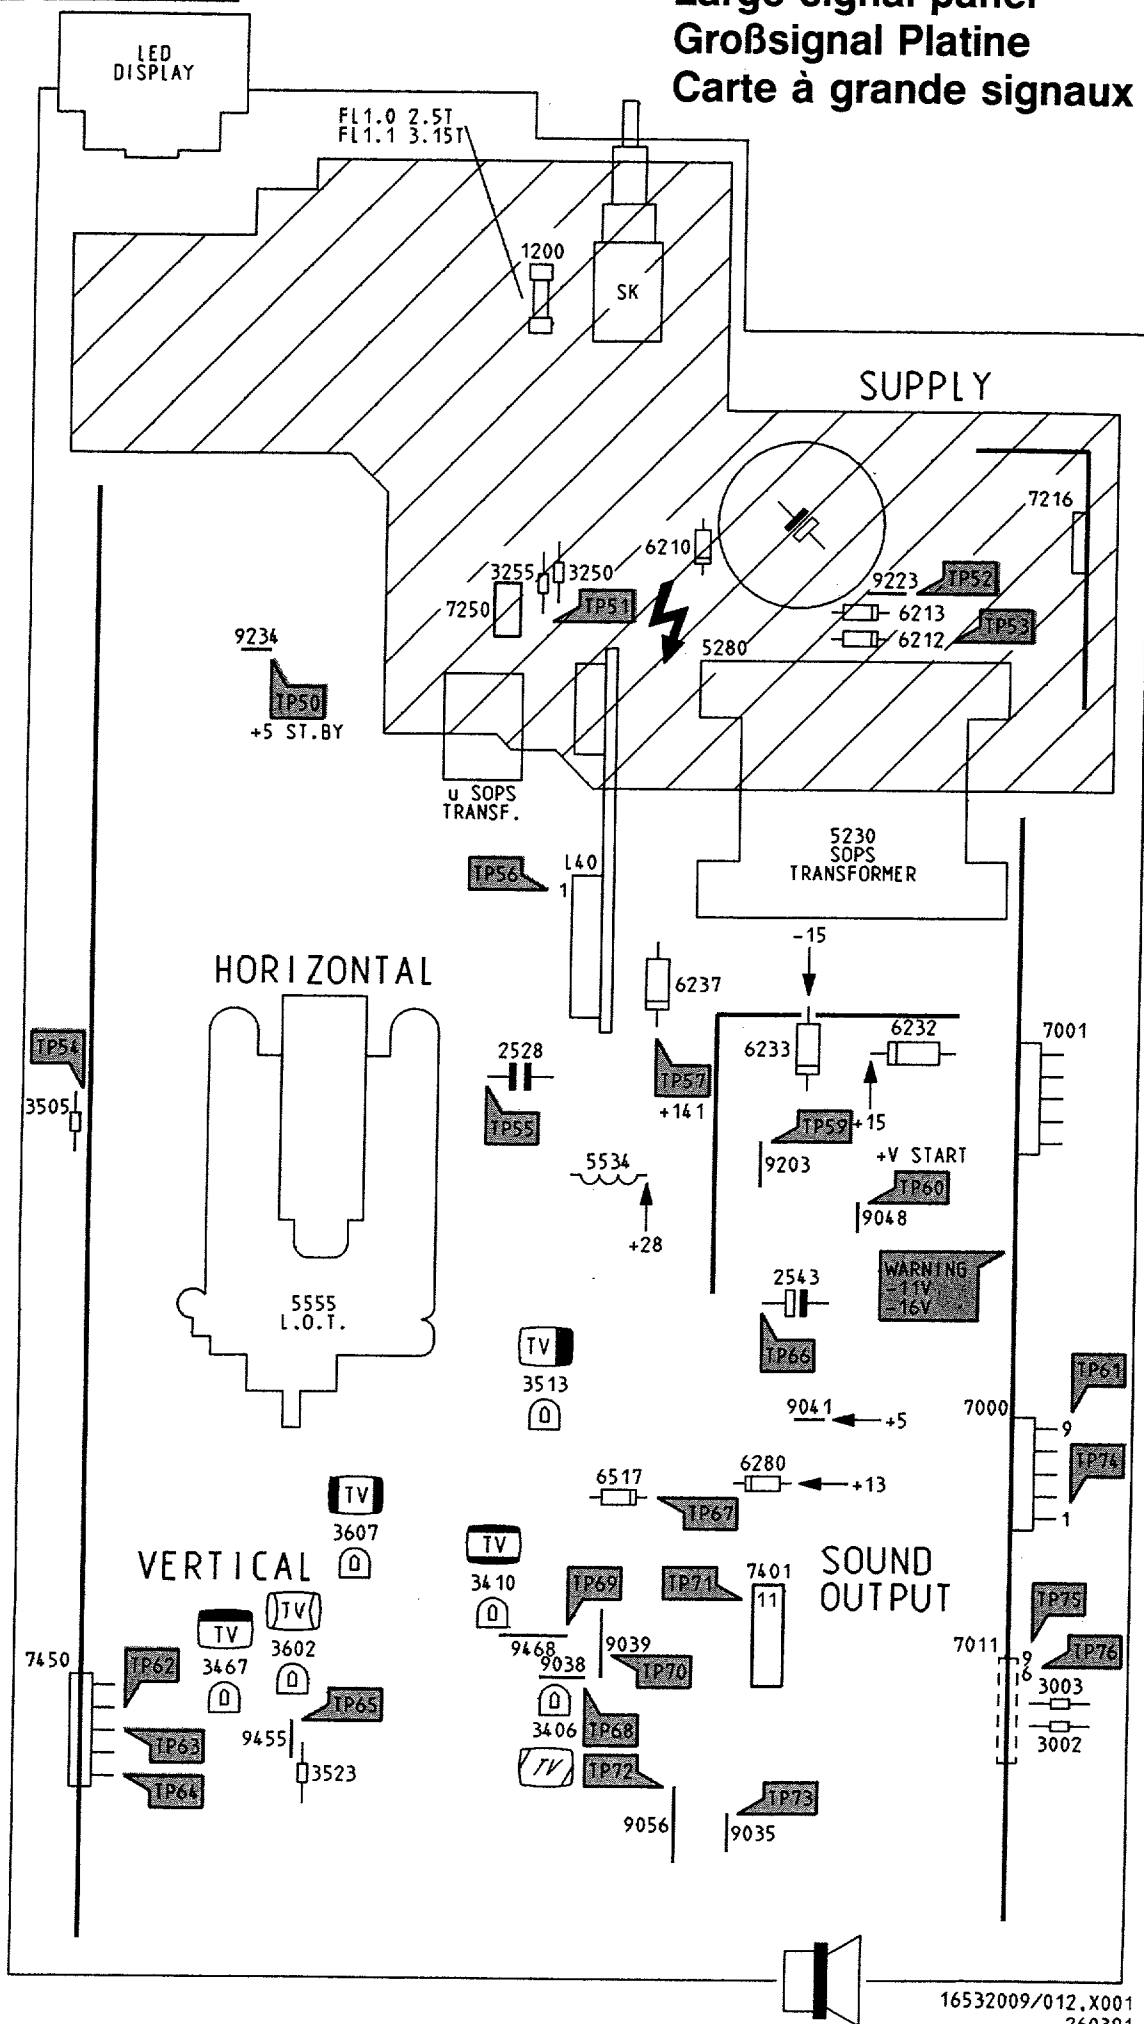 Large signal panel
Großsignal Platine
Carte à grande signaux
LED
DISPLAY
FL1.0 2.5T
FL1.1 3.15T
1200
SK
SUPPLY
7216
6210
3255
3250
7250
TP51
9223
TP52
6213
TP53
6212
9234
5280
TP50
+5 ST.BY
u SOPS
TRANSF.
5230
SOPS
TRANSFORMER
TP56
L40
1
-15
HORIZONTAL
6237
6232
7001
TP54
6233
2528
TP57
+141
3505
TP55
TP59
+15
+V START
5534
9203
TP60
9048
+28
WARNING
-11V
-16V
2543
5555
L.O.T.
TV
TP66
TP61
3513
9041
+5
7000
9
TP74
6517
6280
+13
TV
TP67
1
3607
TV
VERTICAL
3410
TP69
TP71
7401
11
SOUND
OUTPUT
TP75
TV
TV
3602
9468
9039
7011
9
6
TP76
7450
TP62
3467
9038
TP70
3003
TP65
3406
TP68
3002
9455
TP63
3523
TV
TP72
TP64
TP73
9056
9035
16532009/012.X001